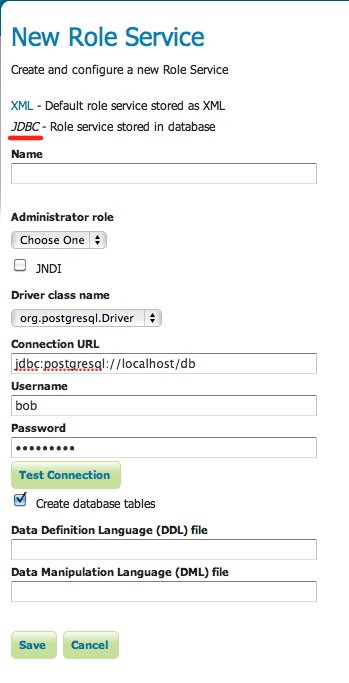 New Role Service
Create and configure a new Role Service
XML - Default role service stored as XML
JDBC - Role service stored in database
Name
Administrator role
Choose One
JNDI
Driver class name
org.postgresql.Driver
Connection URL
jdbc:postgresql://localhost/db
Username
bob
Password
•••••••••
Test Connection
Create database tables
Data Definition Language (DDL) file
Data Manipulation Language (DML) file
Save Cancel